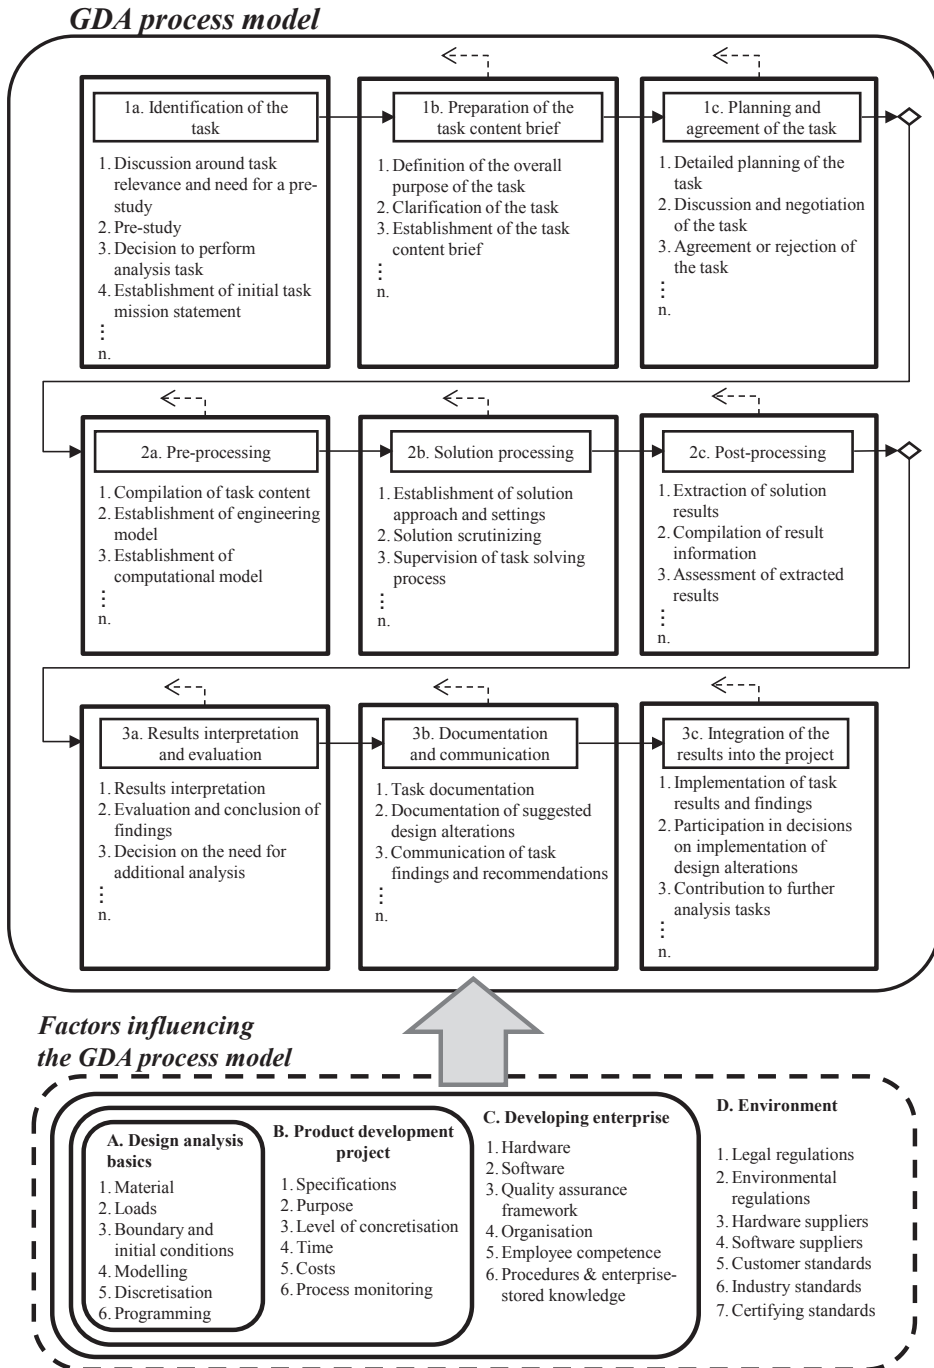 GDA process model
1a. Identification of the
task
1. Discussion around task
relevance and need for a pre-
study
2. Pre-study
3. Decision to perform
analysis task
4. Establishment of initial task
mission statement
⋮
n.
1b. Preparation of the
task content brief
1. Definition of the overall
purpose of the task
2. Clarification of the task
3. Establishment of the task
content brief
⋮
n.
1c. Planning and
agreement of the task
1. Detailed planning of the
task
2. Discussion and negotiation
of the task
3. Agreement or rejection of
the task
⋮
n.
2a. Pre-processing
1. Compilation of task content
2. Establishment of engineering
model
3. Establishment of
computational model
⋮
n.
2b. Solution processing
1. Establishment of solution
approach and settings
2. Solution scrutinizing
3. Supervision of task solving
process
⋮
n.
2c. Post-processing
1. Extraction of solution
results
2. Compilation of result
information
3. Assessment of extracted
results
⋮
n.
3a. Results interpretation
and evaluation
1. Results interpretation
2. Evaluation and conclusion of
findings
3. Decision on the need for
additional analysis
⋮
n.
3b. Documentation
and communication
1. Task documentation
2. Documentation of suggested
design alterations
3. Communication of task
findings and recommendations
⋮
n.
3c. Integration of the
results into the project
1. Implementation of task
results and findings
2. Participation in decisions
on implementation of
design alterations
3. Contribution to further
analysis tasks
⋮
n.
Factors influencing
the GDA process model
A. Design analysis
basics
1. Material
2. Loads
3. Boundary and
initial conditions
4. Modelling
5. Discretisation
6. Programming
B. Product development
project
1. Specifications
2. Purpose
3. Level of concretisation
4. Time
5. Costs
6. Process monitoring
C. Developing enterprise
1. Hardware
2. Software
3. Quality assurance
framework
4. Organisation
5. Employee competence
6. Procedures & enterprise-
stored knowledge
D. Environment
1. Legal regulations
2. Environmental
regulations
3. Hardware suppliers
4. Software suppliers
5. Customer standards
6. Industry standards
7. Certifying standards